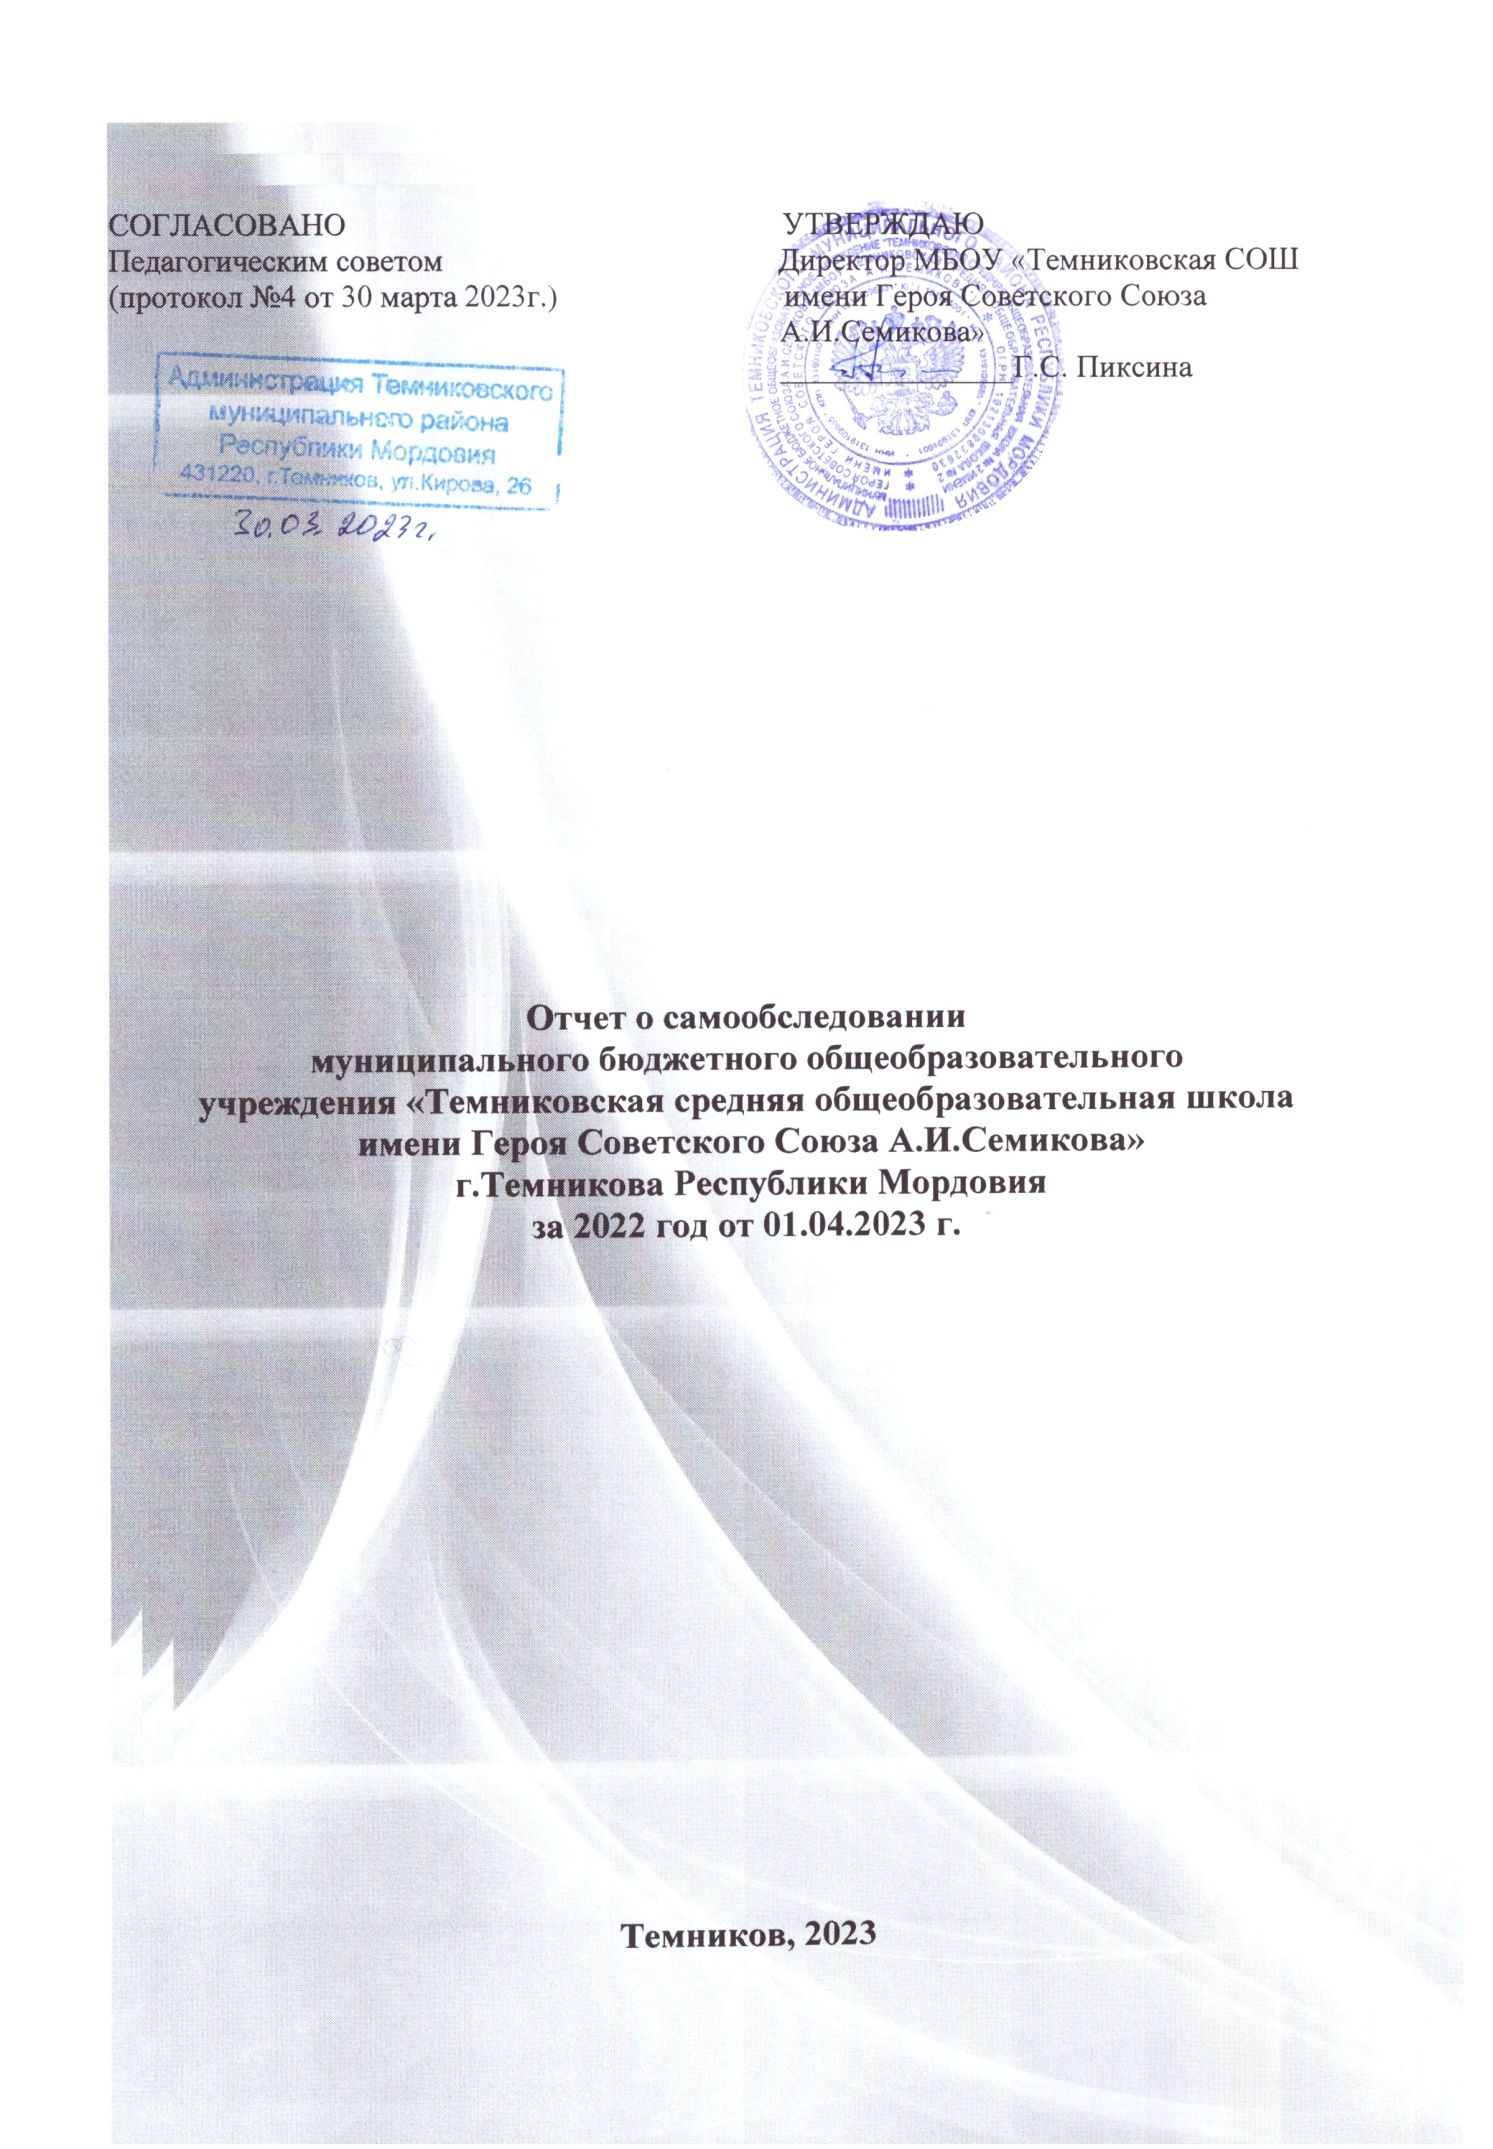 СОГЛАСОВАНО
Педагогическим советом
(протокол №4 от 30 марта 2023г.)
УТВЕРЖДАЮ
Директор МБОУ «Темниковская СОШ
имени Героя Советского Союза
А.И.Семикова»
Г.С. Пиксина
Администрация Темниковского
муниципального района
Республики Мордовия
431220, г.Темников, ул.Кирова, 26
30.03.2023г.
Отчет о самообследовании
муниципального бюджетного общеобразовательного
учреждения «Темниковская средняя общеобразовательная школа
имени Героя Советского Союза А.И.Семикова»
г.Темникова Республики Мордовия
за 2022 год от 01.04.2023 г.
Темников, 2023